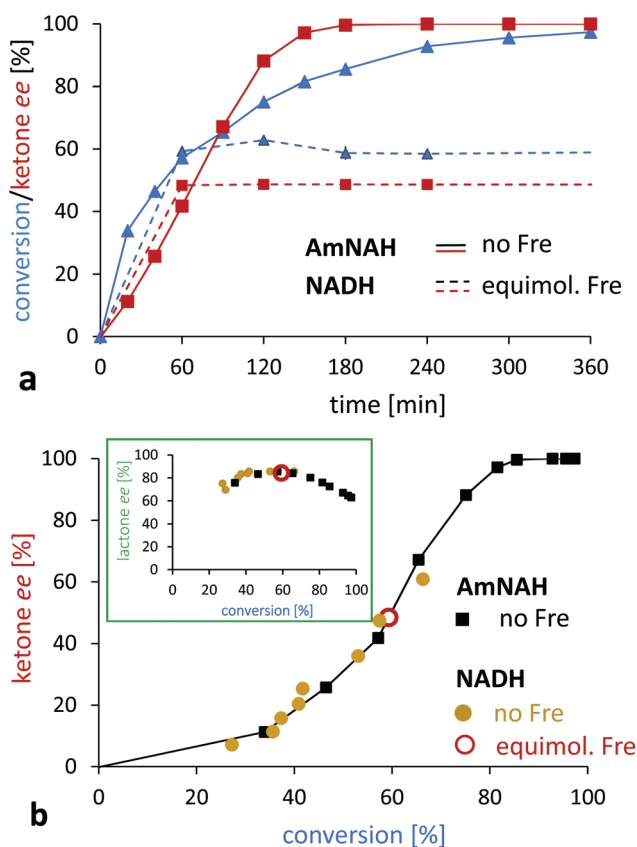 conversion/ketone ee [%]
100
80
60
40
20
0
AmNAH
no Fre
NADH
equimol. Fre
0 60 120 180 240 300 360
time [min]
a
ketone ee [%]
100
80
60
40
20
0
lactone ee [%]
100
80
60
40
20
0
0 20 40 60 80 100
conversion [%]
AmNAH
no Fre
NADH
no Fre
equimol. Fre
0 20 40 60 80 100
conversion [%]
b